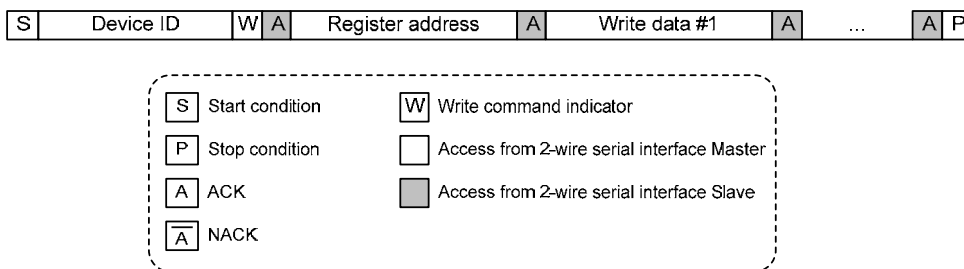 S Device ID W A Register address A Write data #1 A ... A P
S Start condition W Write command indicator
P Stop condition Access from 2-wire serial interface Master
A ACK Access from 2-wire serial interface Slave
A NACK